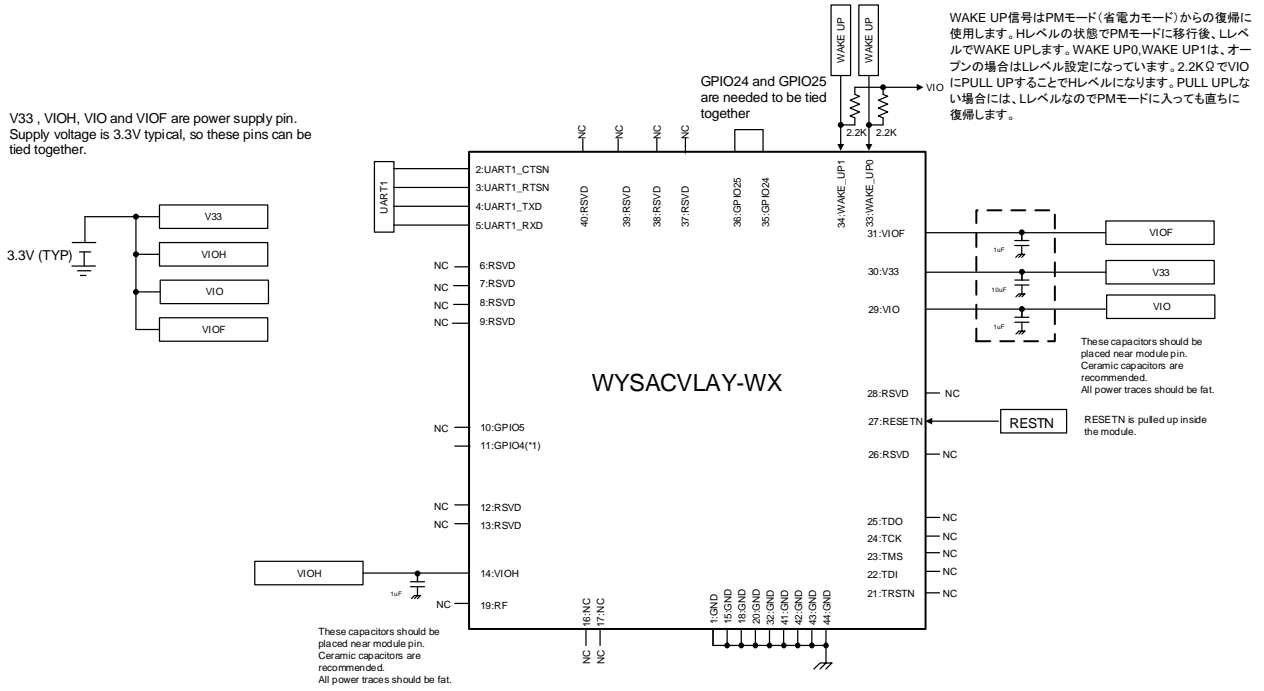 WAKE UP
WAKE UP
WAKE UP信号はPMモード(省電力モード)からの復帰に
使用します。Hレベルの状態でPMモードに移行後、Lレベ
ルでWAKE UPします。WAKE UP0,WAKE UP1は、オー
プンの場合はLレベル設定になっています。2.2KΩでVIO
にPULL UPすることでHレベルになります。PULL UPしな
い場合には、LレベルなのでPMモードに入っても直ちに
復帰します。
GPIO24 and GPIO25
are needed to be tied
together
VIO
2.2K
2.2K
V33 , VIOH, VIO and VIOF are power supply pin.
Supply voltage is 3.3V typical, so these pins can be
tied together.
3.3V (TYP)
V33
VIOH
VIO
VIOF
NC
NC
NC
NC
UART1
2:UART1_CTSN
3:UART1_RTSN
4:UART1_TXD
5:UART1_RXD
40:RSVD
39:RSVD
38:RSVD
37:RSVD
36:GPIO25
35:GPIO24
34:WAKE_UP1
33:WAKE_UP0
NC
6:RSVD
NC
7:RSVD
NC
8:RSVD
NC
9:RSVD
31:VIOF
1uF
VIOF
30:V33
10uF
V33
29:VIO
1uF
VIO
These capacitors should be
placed near module pin.
Ceramic capacitors are
recommended.
All power traces should be fat.
WYSACVLAY-WX
28:RSVD
NC
27:RESETN
RESTN
RESETN is pulled up inside
the module.
26:RSVD
NC
NC
10:GPIO5
11:GPIO4(*1)
NC
12:RSVD
NC
13:RSVD
25:TDO
NC
24:TCK
NC
23:TMS
NC
22:TDI
NC
21:TRSTN
NC
VIOH
1uF
14:VIOH
NC
19:RF
These capacitors should be
placed near module pin.
Ceramic capacitors are
recommended.
All power traces should be fat.
16:NC
17:NC
NC
NC
1:GND
15:GND
18:GND
20:GND
32:GND
41:GND
42:GND
43:GND
44:GND